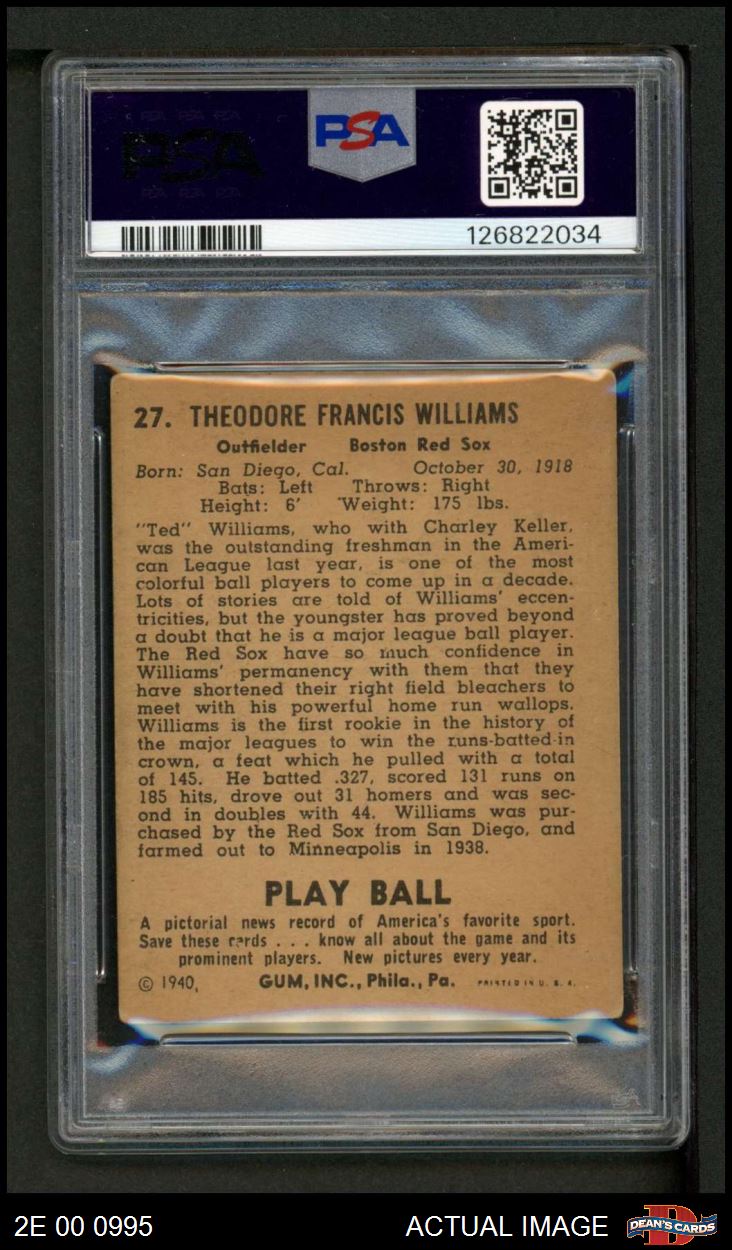 PSA PSA PSA
PSA
PSA PSA PSA
PSA
126822034
27. THEODORE FRANCIS WILLIAMS
Outfielder Boston Red Sox
Born: San Diego, Cal. October 30, 1918
Bats: Left Throws: Right
Height: 6' Weight: 175 lbs.
"Ted" Williams, who with Charley Keller,
was the outstanding freshman in the Ameri-
can League last year, is one of the most
colorful ball players to come up in a decade.
Lots of stories are told of Williams' eccen-
tricities, but the youngster has proved beyond
a doubt that he is a major league ball player.
The Red Sox have so much confidence in
Williams' permanency with them that they
have shortened their right field bleachers to
meet with his powerful home run wallops.
Williams is the first rookie in the history of
the major leagues to win the runs-batted-in
crown, a feat which he pulled with a total
of 145. He batted .327, scored 131 runs on
185 hits, drove out 31 homers and was sec-
ond in doubles with 44. Williams was pur-
chased by the Red Sox from San Diego, and
farmed out to Minneapolis in 1938.
PLAY BALL
A pictorial news record of America's favorite sport.
Save these cards . . . know all about the game and its
prominent players. New pictures every year.
© 1940, GUM, INC., Phila., Pa. PRINTED IN U. S. A.
2E 00 0995 ACTUAL IMAGE DEAN'S CARDS